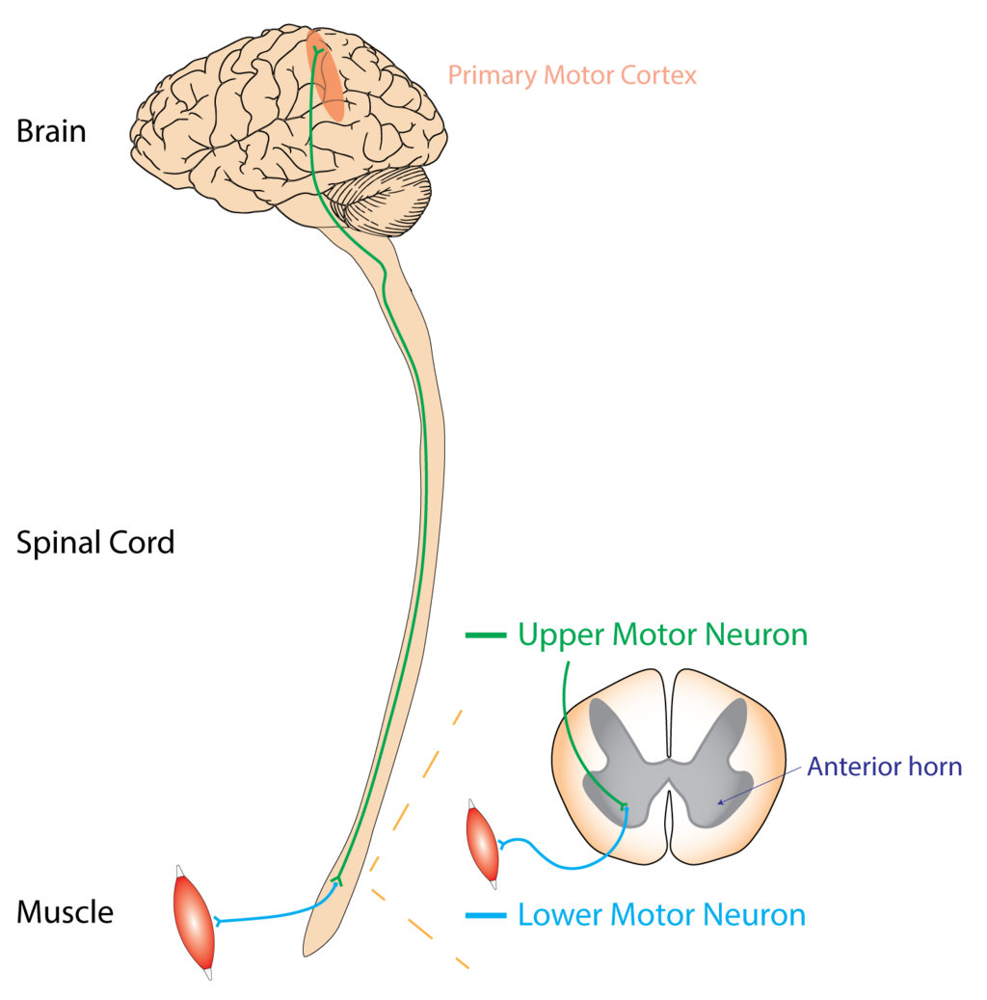 Primary Motor Cortex
Brain
Spinal Cord
Upper Motor Neuron
Anterior horn
Muscle
Lower Motor Neuron